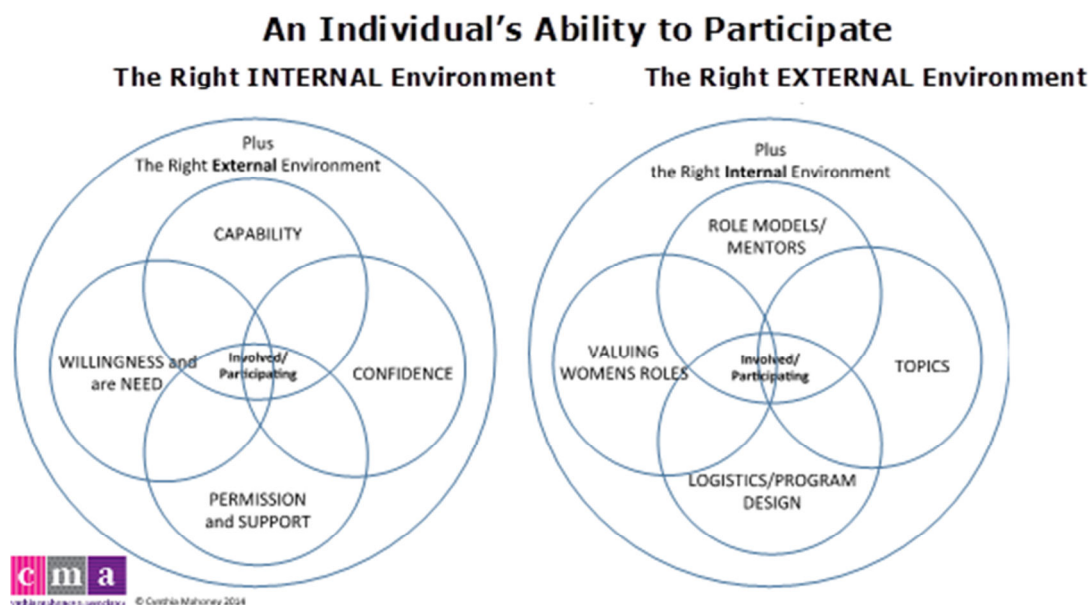 An Individual's Ability to Participate
The Right INTERNAL Environment
The Right EXTERNAL Environment
Plus
The Right External Environment
CAPABILITY
WILLINGNESS and
are NEED
Involved/
Participating
CONFIDENCE
PERMISSION
and SUPPORT
Plus
the Right Internal Environment
ROLE MODELS/
MENTORS
VALUING
WOMENS ROLES
Involved/
Participating
TOPICS
LOGISTICS/PROGRAM
DESIGN
cma
© Cynthia Mahoney 2014